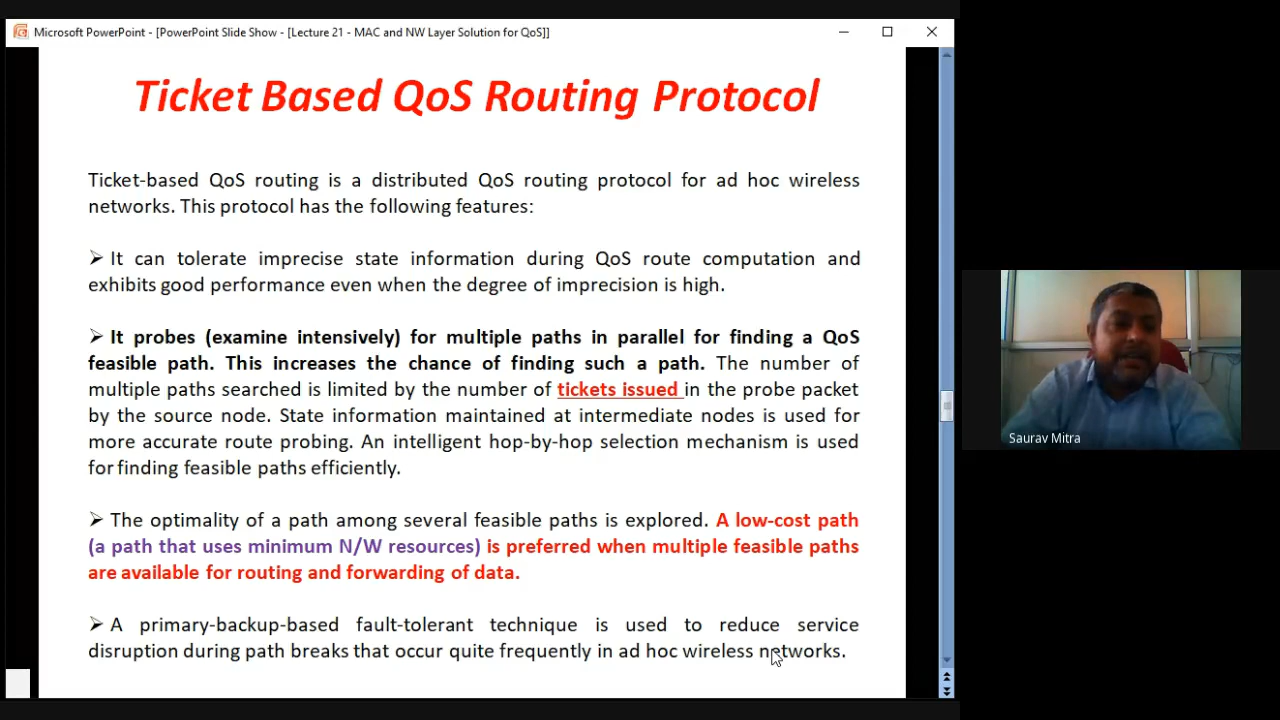 Microsoft PowerPoint - [PowerPoint Slide Show - [Lecture 21 - MAC and NW Layer Solution for QoS]]
Ticket Based QoS Routing Protocol
Ticket-based QoS routing is a distributed QoS routing protocol for ad hoc wireless
networks. This protocol has the following features:
➢ It can tolerate imprecise state information during QoS route computation and
exhibits good performance even when the degree of imprecision is high.
➢ It probes (examine intensively) for multiple paths in parallel for finding a QoS
feasible path. This increases the chance of finding such a path. The number of
multiple paths searched is limited by the number of tickets issued in the probe packet
by the source node. State information maintained at intermediate nodes is used for
more accurate route probing. An intelligent hop-by-hop selection mechanism is used
for finding feasible paths efficiently.
➢ The optimality of a path among several feasible paths is explored. A low-cost path
(a path that uses minimum N/W resources) is preferred when multiple feasible paths
are available for routing and forwarding of data.
➢ A primary-backup-based fault-tolerant technique is used to reduce service
disruption during path breaks that occur quite frequently in ad hoc wireless networks.
Saurav Mitra